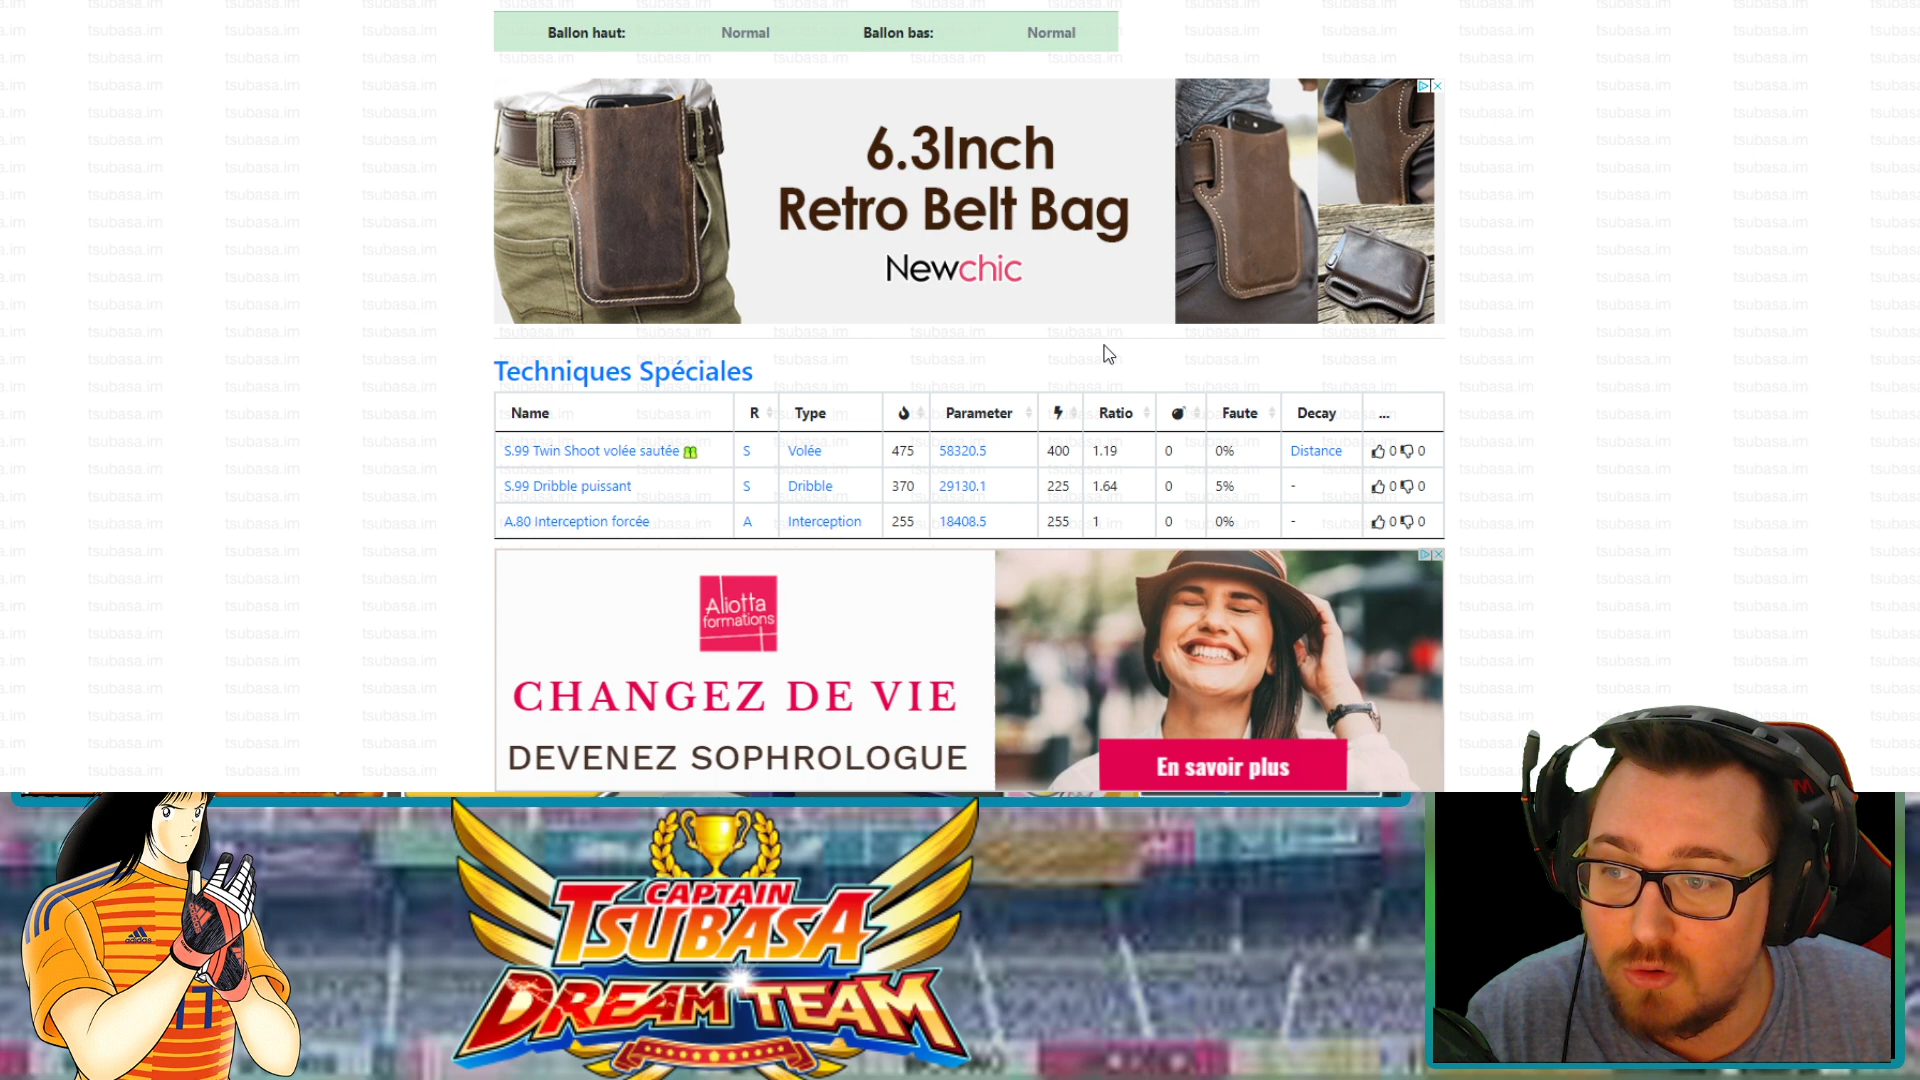 Ballon haut: Normal Ballon bas: Normal
6.3Inch
Retro Belt Bag
Newchic
Techniques Spéciales
Name R Type Parameter Ratio Faute Decay ...
S.99 Twin Shoot volée sautée S Volée 475 58320.5 400 1.19 0 0% Distance 0 0
S.99 Dribble puissant S Dribble 370 29130.1 225 1.64 0 5% - 0 0
A.80 Interception forcée A Interception 255 18408.5 255 1 0 0% - 0 0
Aliotta
formations
CHANGEZ DE VIE
DEVENEZ SOPHROLOGUE
En savoir plus
tsubasa.im
adidas
CAPTAIN
TSUBASA
DREAM TEAM